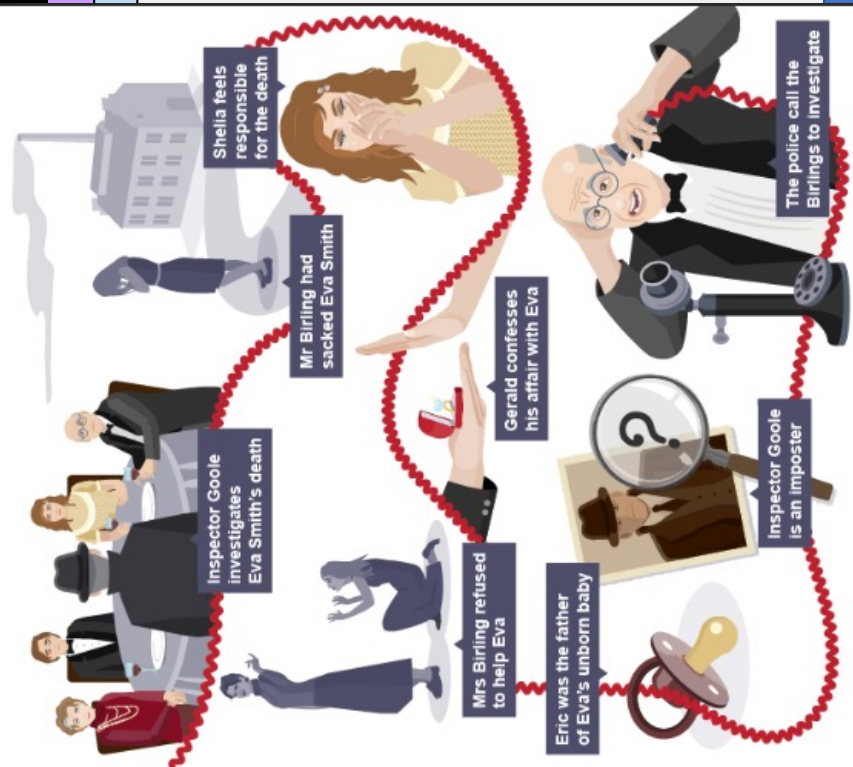 Inspector Goole
investigates
Eva Smith's death
Mr Birling had
sacked Eva Smith
Shelia feels
responsible
for the death
Gerald confesses
his affair with Eva
Mrs Birling refused
to help Eva
Eric was the father
of Eva's unborn baby
Inspector Goole
is an imposter
?
The police call the
Birlings to investigate